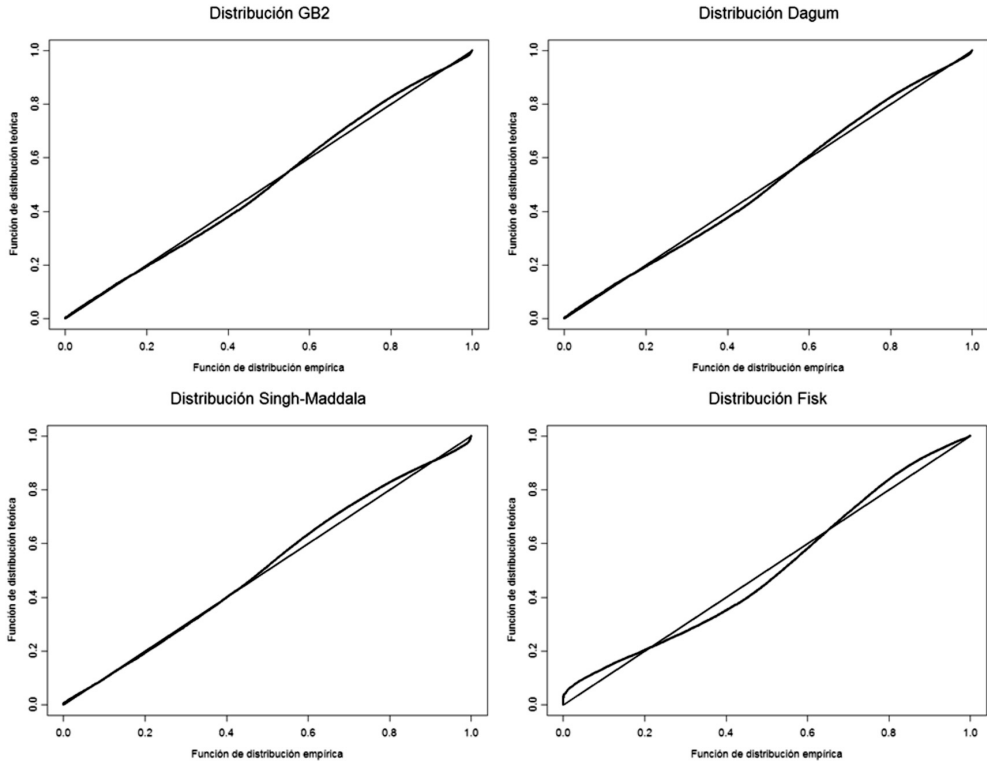 Distribución GB2
Función de distribución teórica
1.0
0.8
0.6
0.4
0.2
0.0
0.0 0.2 0.4 0.6 0.8 1.0
Función de distribución empírica
Distribución Dagum
Función de distribución teórica
1.0
0.8
0.6
0.4
0.2
0.0
0.0 0.2 0.4 0.6 0.8 1.0
Función de distribución empírica
Distribución Singh-Maddala
Función de distribución teórica
1.0
0.8
0.6
0.4
0.2
0.0
0.0 0.2 0.4 0.6 0.8 1.0
Función de distribución empírica
Distribución Fisk
Función de distribución teórica
1.0
0.8
0.6
0.4
0.2
0.0
0.0 0.2 0.4 0.6 0.8 1.0
Función de distribución empírica